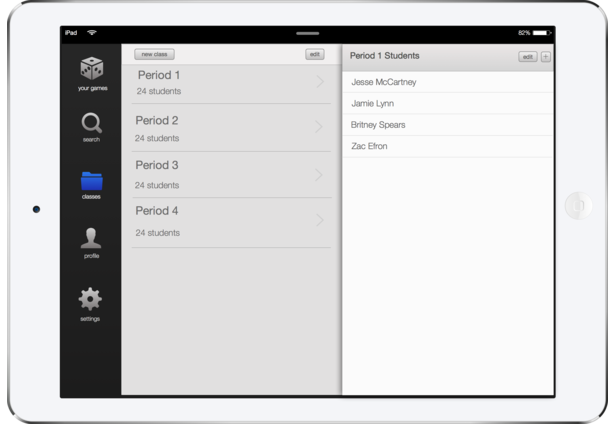 iPad
82%
your games
search
classes
profile
settings
new class
edit
Period 1
24 students
Period 2
24 students
Period 3
24 students
Period 4
24 students
Period 1 Students
edit +
Jesse McCartney
Jamie Lynn
Britney Spears
Zac Efron